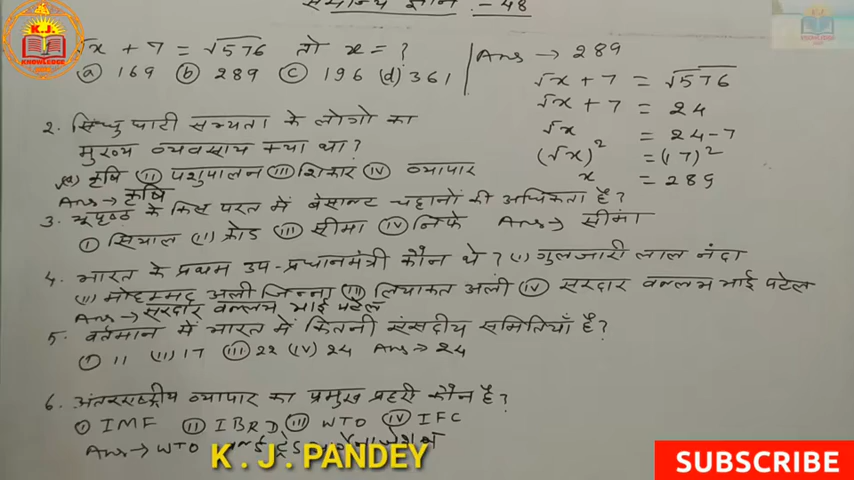 सामान्य ज्ञान :- 48
K.J.
KNOWLEDGE
√x + 7 = √576 तो x = ?
(a) 169 (b) 289 (c) 196 (d) 361
Ans → 289
√x + 7 = √576
√x + 7 = 24
√x = 24-7
(√x)² = (17)²
x = 289
2. सिन्धु घाटी सभ्यता के लोगो का
मुख्य व्यवसाय क्या था?
कृषि (II) पशुपालन (III) शिकार (IV) व्यापार
Ans → कृषि
3. भूपृष्ठ के किस परत में बेसाल्ट चट्टानों की अधिकता है?
(I) सियाल (II) क्रोड (III) सीमा (IV) निफे Ans → सीमा
4. भारत के प्रथम उप-प्रधानमंत्री कौन थे? (I) गुलजारी लाल नंदा
(II) मोहम्मद अली जिन्ना (III) लियाकत अली (IV) सरदार वल्लभ भाई पटेल
Ans → सरदार वल्लभ भाई पटेल
5. वर्तमान में भारत में कितनी संसदीय समितियाँ है?
(I) 11 (II) 17 (III) 22 (IV) 24 Ans → 24
6. अंतरराष्ट्रीय व्यापार का प्रमुख प्रहरी कौन है?
(I) IMF (II) IBRD (III) WTO (IV) IFC
Ans → WTO वर्ल्ड ट्रेड
K . J . PANDEY
SUBSCRIBE